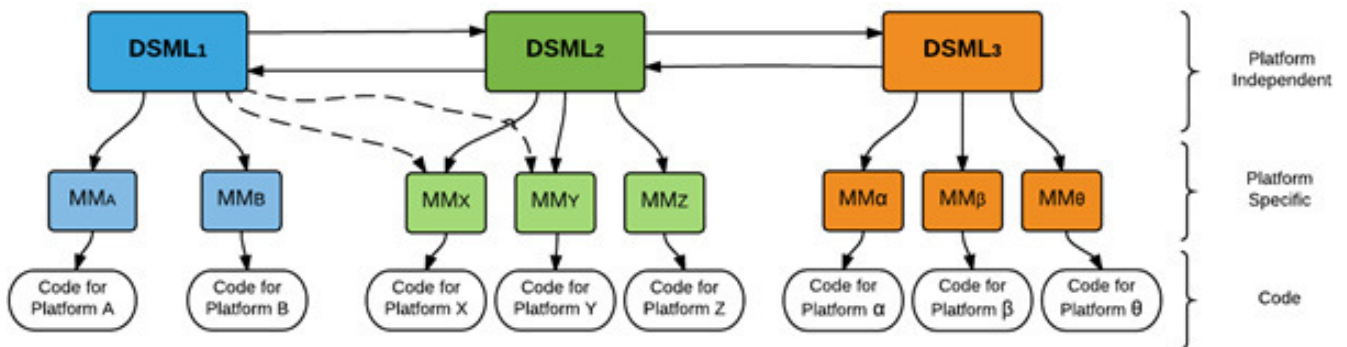 DSML1
DSML2
DSML3
Platform
Independent
MMA
MMB
MMX
MMY
MMZ
MMα
MMβ
MMθ
Platform
Specific
Code for
Platform A
Code for
Platform B
Code for
Platform X
Code for
Platform Y
Code for
Platform Z
Code for
Platform α
Code for
Platform β
Code for
Platform θ
Code